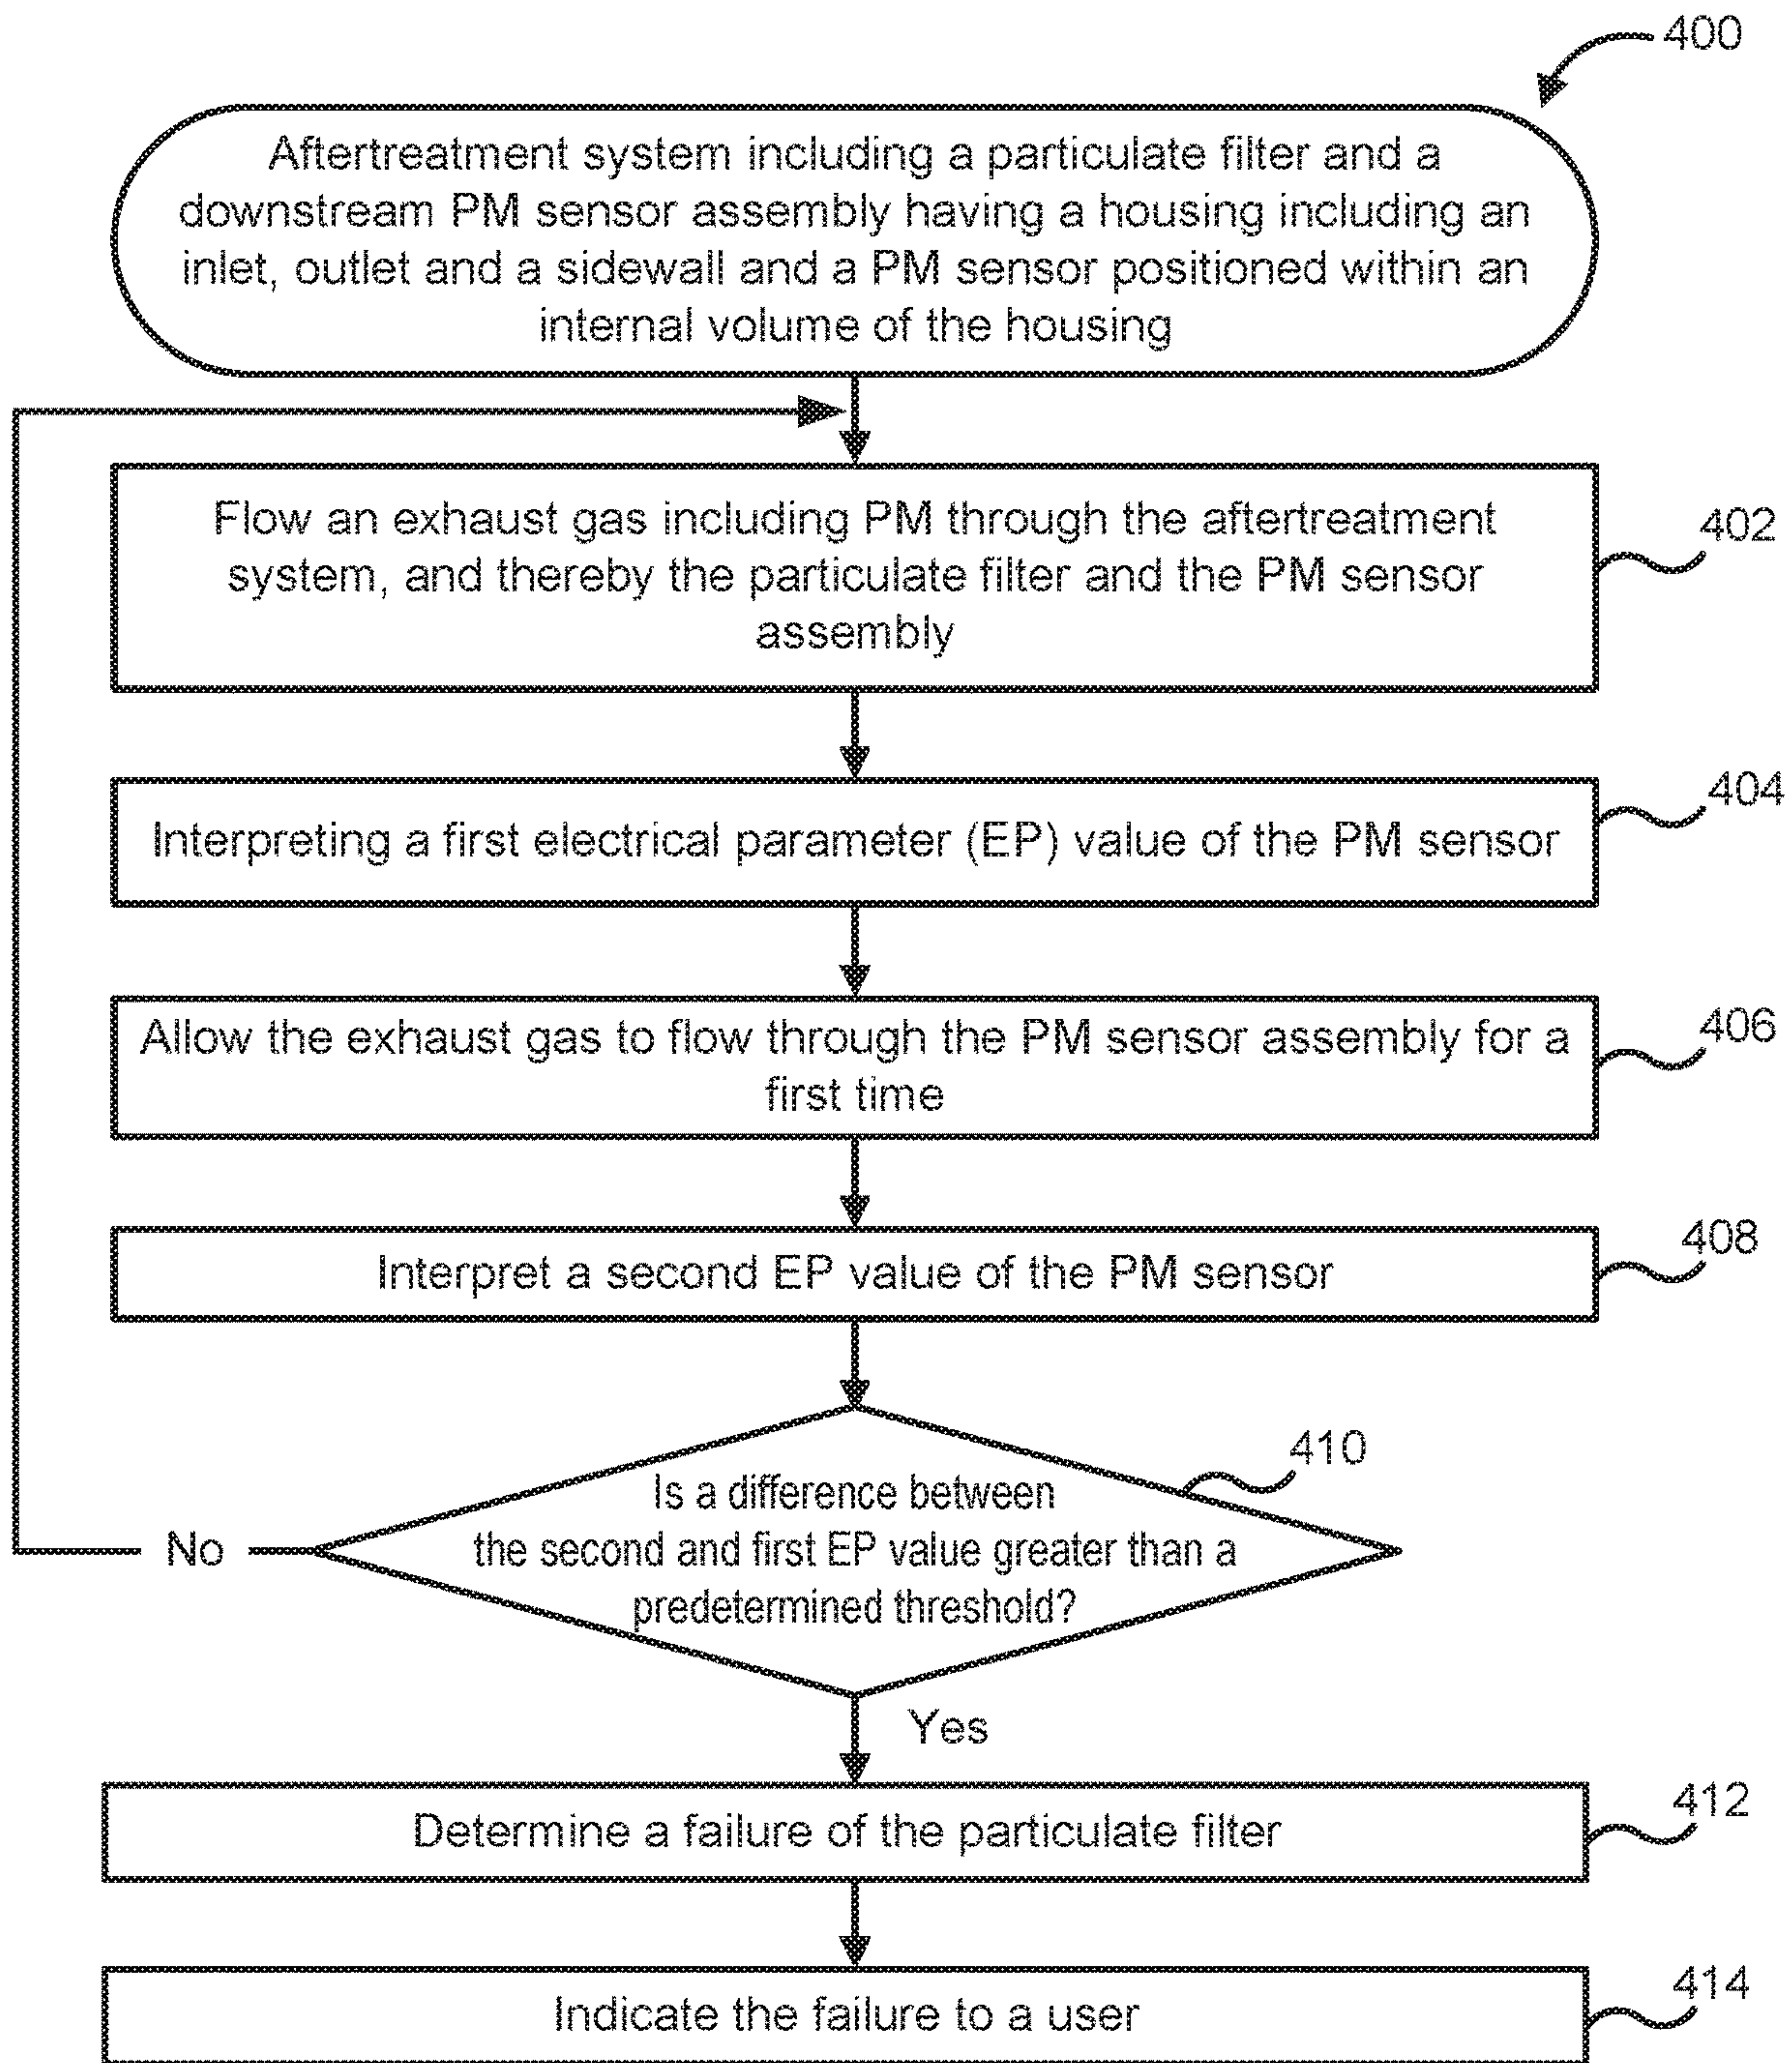 400
Aftertreatment system including a particulate filter and a
downstream PM sensor assembly having a housing including an
inlet, outlet and a sidewall and a PM sensor positioned within an
internal volume of the housing
Flow an exhaust gas including PM through the aftertreatment
system, and thereby the particulate filter and the PM sensor
assembly
402
Interpreting a first electrical parameter (EP) value of the PM sensor
404
Allow the exhaust gas to flow through the PM sensor assembly for a
first time
406
Interpret a second EP value of the PM sensor
408
410
Is a difference between
the second and first EP value greater than a
predetermined threshold?
No
Yes
Determine a failure of the particulate filter
412
Indicate the failure to a user
414